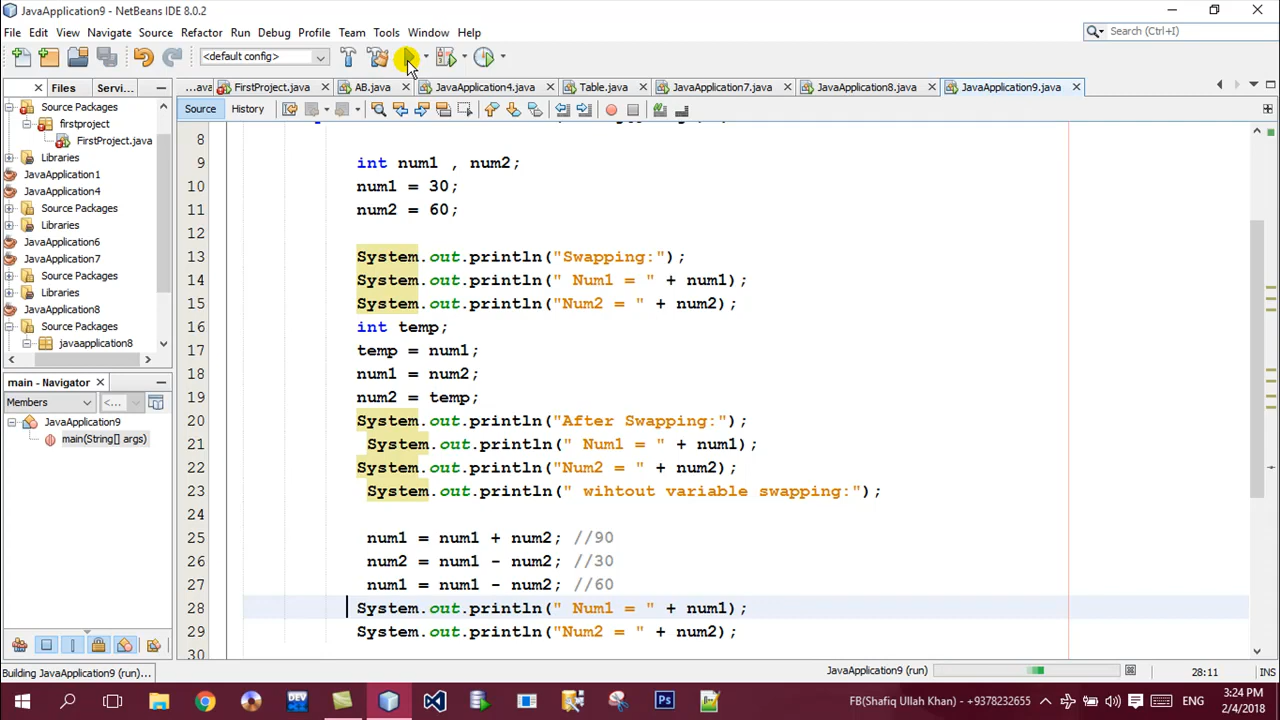 JavaApplication9 - NetBeans IDE 8.0.2
File Edit View Navigate Source Refactor Run Debug Profile Team Tools Window Help
Search (Ctrl+I)
<default config>
Files Servi...
...ava FirstProject.java AB.java JavaApplication4.java Table.java JavaApplication7.java JavaApplication8.java JavaApplication9.java
Source History
Source Packages
firstproject
FirstProject.java
Libraries
JavaApplication1
JavaApplication4
Source Packages
Libraries
JavaApplication6
JavaApplication7
Source Packages
Libraries
JavaApplication8
Source Packages
javaapplication8
main - Navigator
Members <...
JavaApplication9
main(String[] args)
8
9 int num1 , num2;
10 num1 = 30;
11 num2 = 60;
12
13 System.out.println("Swapping:");
14 System.out.println(" Num1 = " + num1);
15 System.out.println("Num2 = " + num2);
16 int temp;
17 temp = num1;
18 num1 = num2;
19 num2 = temp;
20 System.out.println("After Swapping:");
21 System.out.println(" Num1 = " + num1);
22 System.out.println("Num2 = " + num2);
23 System.out.println(" wihtout variable swapping:");
24
25 num1 = num1 + num2; //90
26 num2 = num1 - num2; //30
27 num1 = num1 - num2; //60
28 System.out.println(" Num1 = " + num1);
29 System.out.println("Num2 = " + num2);
30
Building JavaApplication9 (run)...
JavaApplication9 (run)
28:11 INS
FB(Shafiq Ullah Khan) - +9378232655
ENG
3:24 PM
2/4/2018